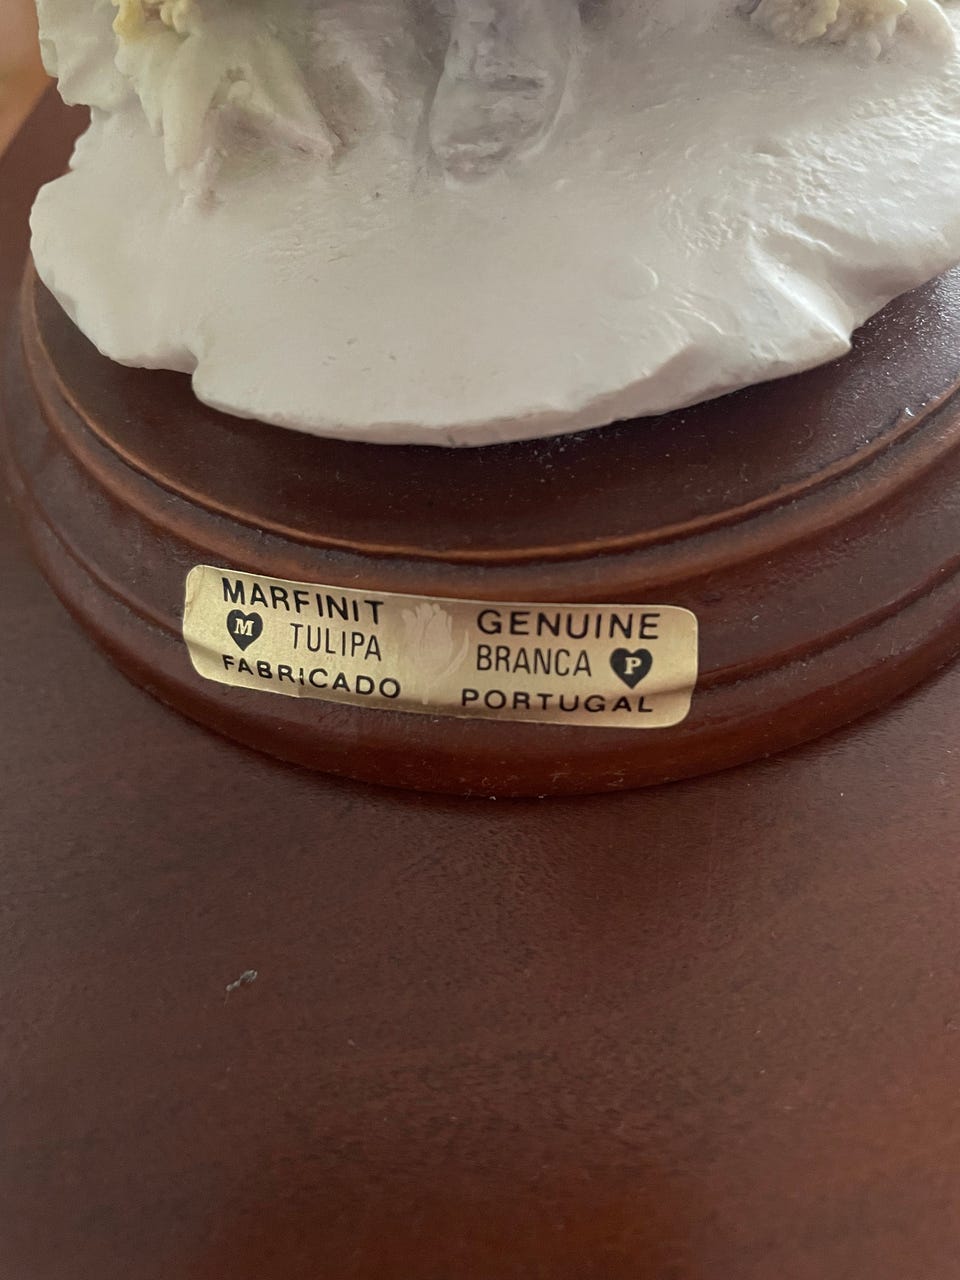 MARFINIT GENUINE
M TULIPA BRANCA P
FABRICADO PORTUGAL